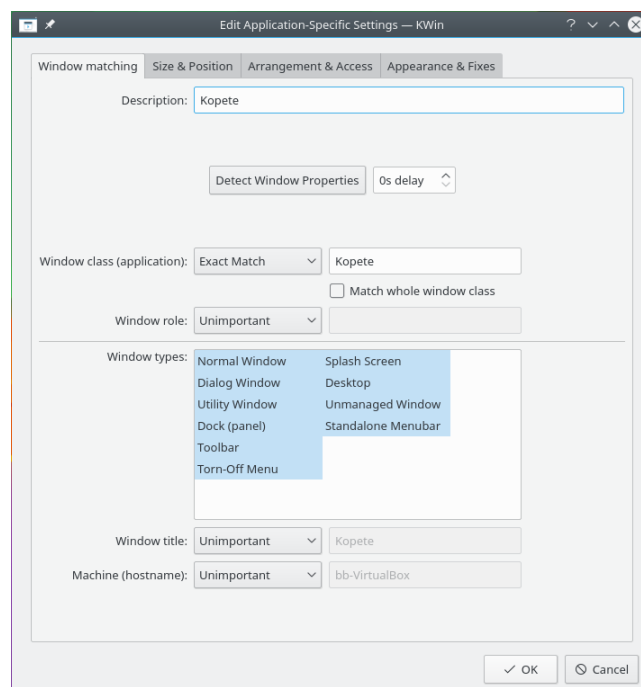 Edit Application-Specific Settings — KWin
Window matching Size & Position Arrangement & Access Appearance & Fixes
Description: Kopete
Detect Window Properties 0s delay
Window class (application): Exact Match Kopete
Match whole window class
Window role: Unimportant
Window types: Normal Window Splash Screen
Dialog Window Desktop
Utility Window Unmanaged Window
Dock (panel) Standalone Menubar
Toolbar
Torn-Off Menu
Window title: Unimportant Kopete
Machine (hostname): Unimportant bb-VirtualBox
OK Cancel